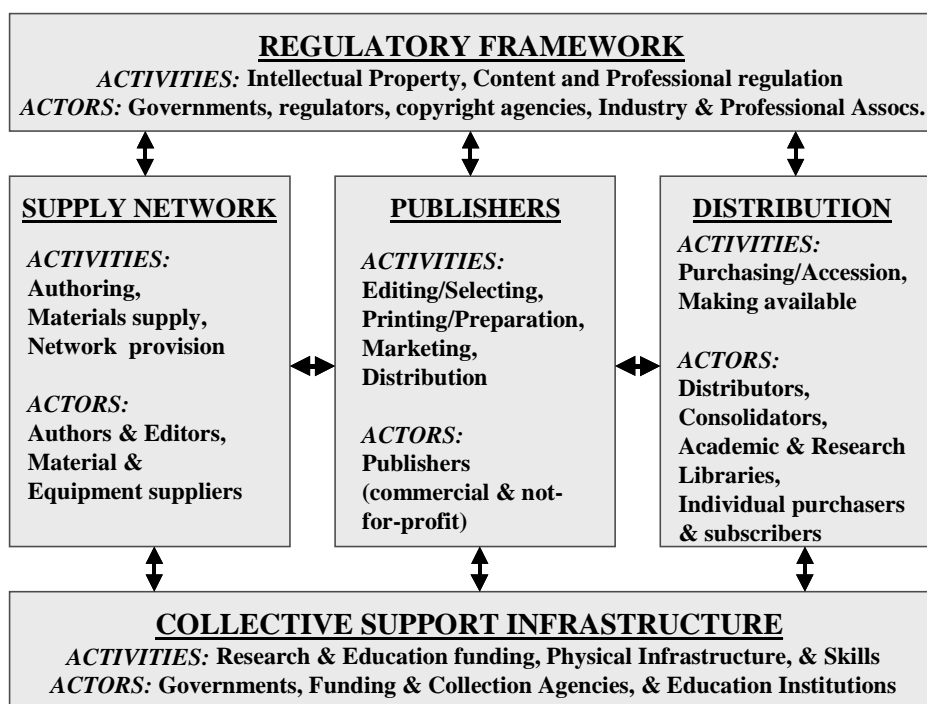 REGULATORY FRAMEWORK
ACTIVITIES: Intellectual Property, Content and Professional regulation
ACTORS: Governments, regulators, copyright agencies, Industry & Professional Assocs.
SUPPLY NETWORK
ACTIVITIES:
Authoring,
Materials supply,
Network provision
ACTORS:
Authors & Editors,
Material &
Equipment suppliers
PUBLISHERS
ACTIVITIES:
Editing/Selecting,
Printing/Preparation,
Marketing,
Distribution
ACTORS:
Publishers
(commercial & not-
for-profit)
DISTRIBUTION
ACTIVITIES:
Purchasing/Accession,
Making available
ACTORS:
Distributors,
Consolidators,
Academic & Research
Libraries,
Individual purchasers
& subscribers
COLLECTIVE SUPPORT INFRASTRUCTURE
ACTIVITIES: Research & Education funding, Physical Infrastructure, & Skills
ACTORS: Governments, Funding & Collection Agencies, & Education Institutions